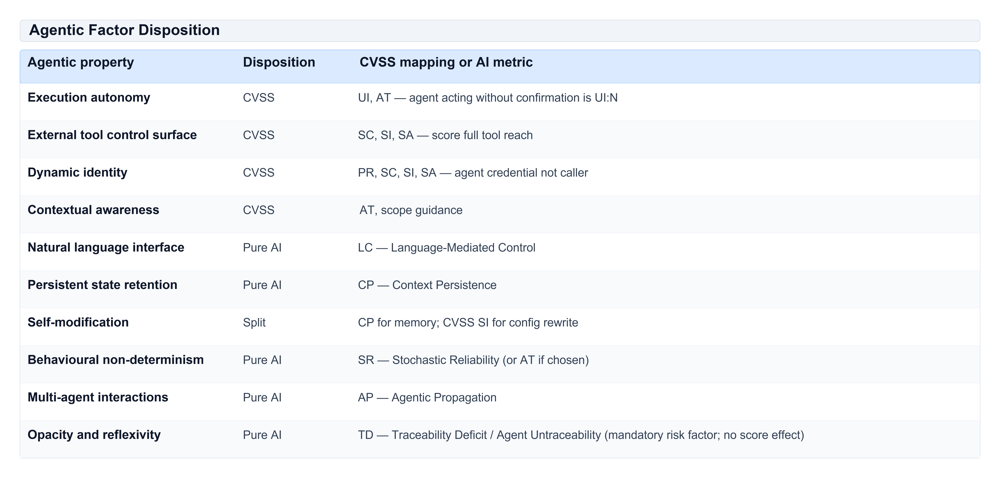 Agentic Factor Disposition
Agentic property Disposition CVSS mapping or AI metric
Execution autonomy CVSS UI, AT — agent acting without confirmation is UI:N
External tool control surface CVSS SC, SI, SA — score full tool reach
Dynamic identity CVSS PR, SC, SI, SA — agent credential not caller
Contextual awareness CVSS AT, scope guidance
Natural language interface Pure AI LC — Language-Mediated Control
Persistent state retention Pure AI CP — Context Persistence
Self-modification Split CP for memory; CVSS SI for config rewrite
Behavioural non-determinism Pure AI SR — Stochastic Reliability (or AT if chosen)
Multi-agent interactions Pure AI AP — Agentic Propagation
Opacity and reflexivity Pure AI TD — Traceability Deficit / Agent Untraceability (mandatory risk factor; no score effect)